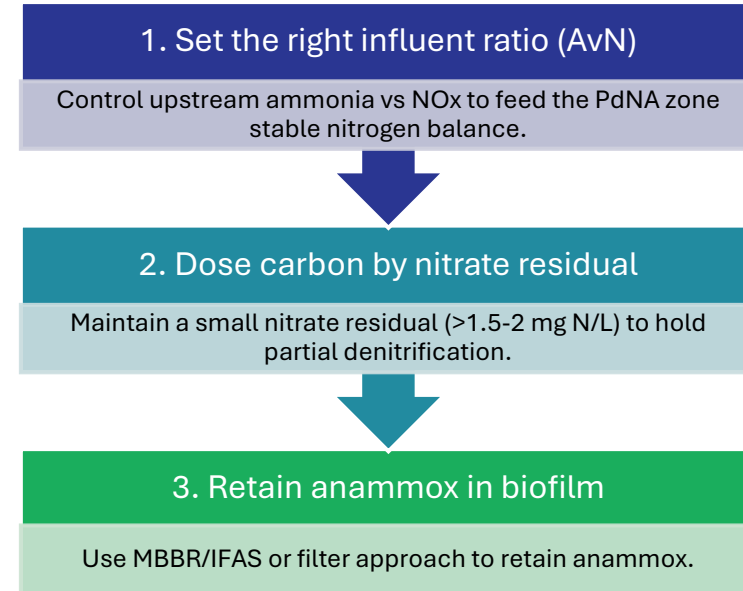 1. Set the right influent ratio (AvN)
Control upstream ammonia vs NOx to feed the PdNA zone
stable nitrogen balance.
2. Dose carbon by nitrate residual
Maintain a small nitrate residual (>1.5-2 mg N/L) to hold
partial denitrification.
3. Retain anammox in biofilm
Use MBBR/IFAS or filter approach to retain anammox.